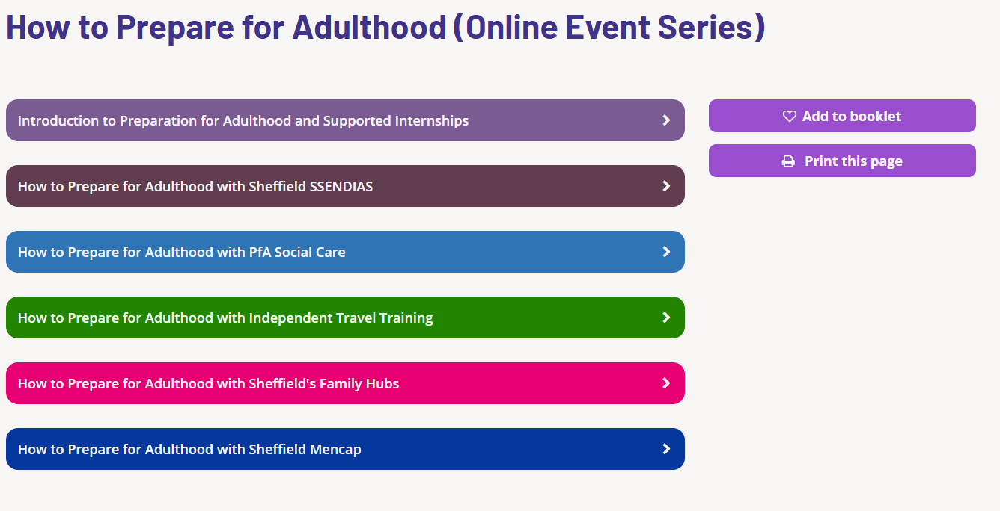 How to Prepare for Adulthood (Online Event Series)
Introduction to Preparation for Adulthood and Supported Internships
How to Prepare for Adulthood with Sheffield SSENDIAS
How to Prepare for Adulthood with PfA Social Care
How to Prepare for Adulthood with Independent Travel Training
How to Prepare for Adulthood with Sheffield's Family Hubs
How to Prepare for Adulthood with Sheffield Mencap
Add to booklet
Print this page